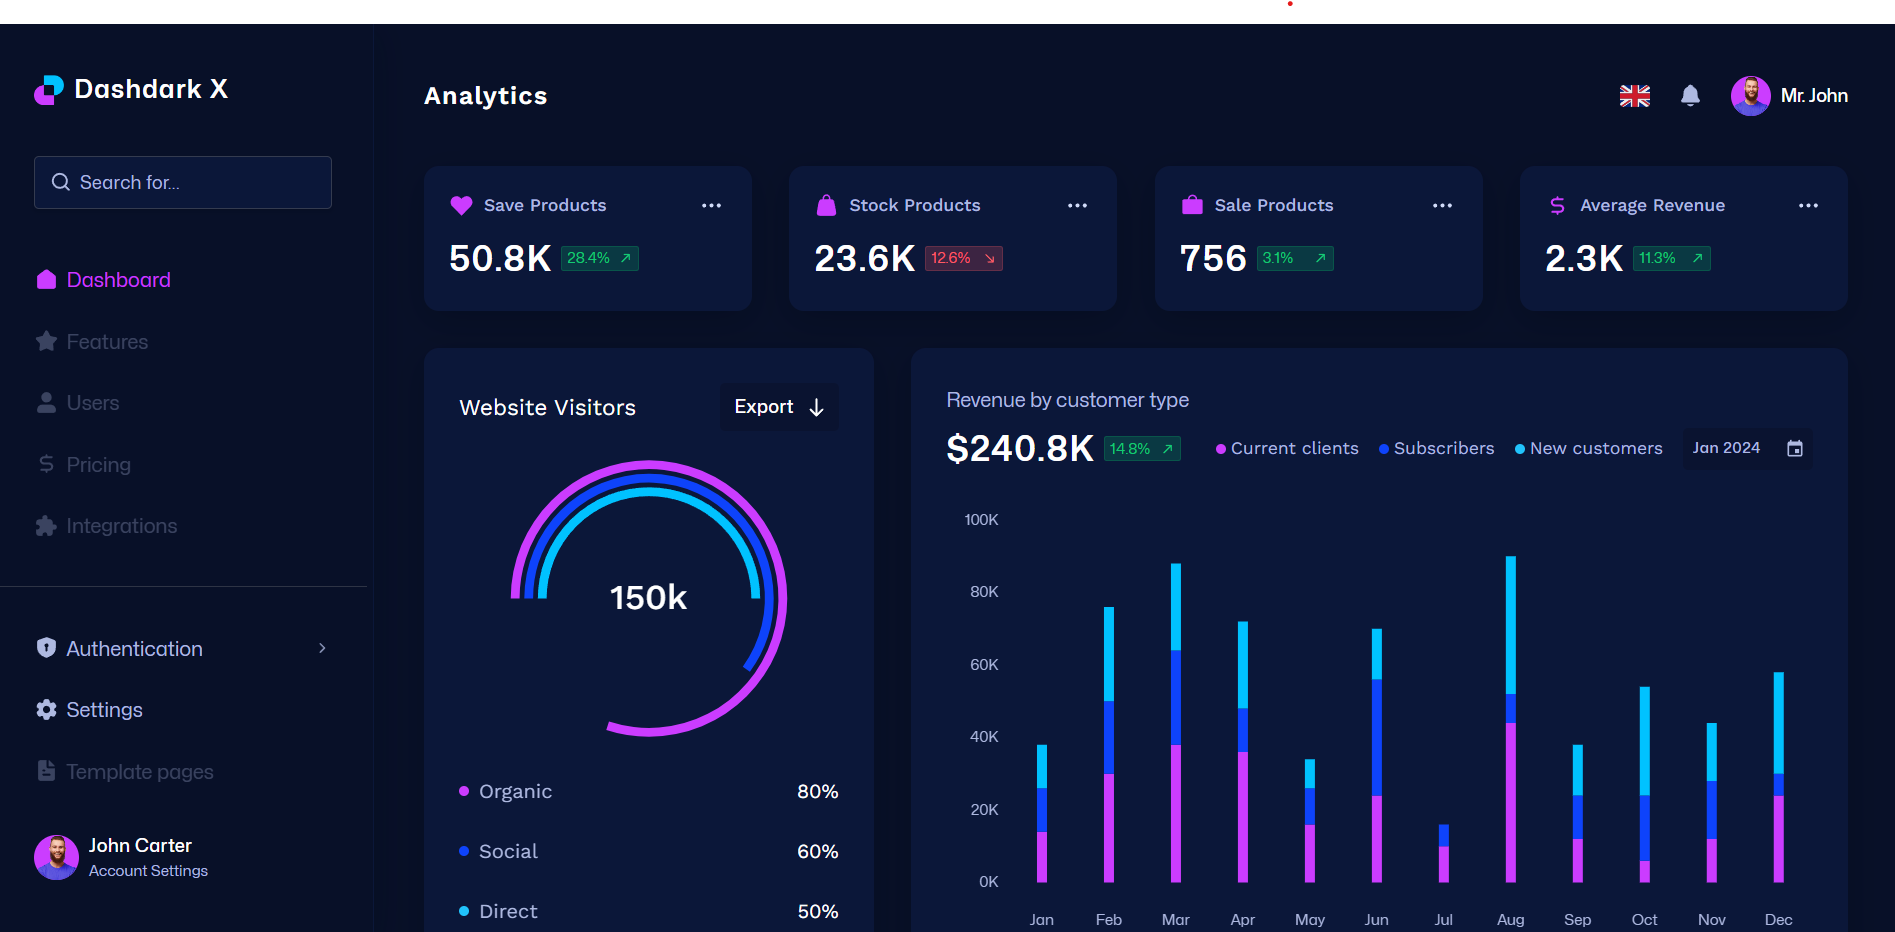 Dashdark X
Search for...
Dashboard
Features
Users
Pricing
Integrations
Authentication
Settings
Template pages
John Carter
Account Settings
Analytics
Mr. John
Save Products
50.8K 28.4%
Stock Products
23.6K 12.6%
Sale Products
756 3.1%
Average Revenue
2.3K 11.3%
Website Visitors
Export
150k
Organic 80%
Social 60%
Direct 50%
Revenue by customer type
$240.8K 14.8% Current clients Subscribers New customers Jan 2024
100K
80K
60K
40K
20K
0K
Jan Feb Mar Apr May Jun Jul Aug Sep Oct Nov Dec